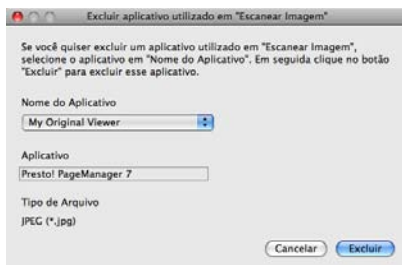 Excluir aplicativo utilizado em "Escanear Imagem"
Se você quiser excluir um aplicativo utilizado em "Escanear Imagem",
selecione o aplicativo em "Nome do Aplicativo". Em seguida clique no botão
"Excluir" para excluir esse aplicativo.
Nome do Aplicativo
My Original Viewer
Aplicativo
Presto! PageManager 7
Tipo de Arquivo
JPEG (*.jpg)
Cancelar Excluir